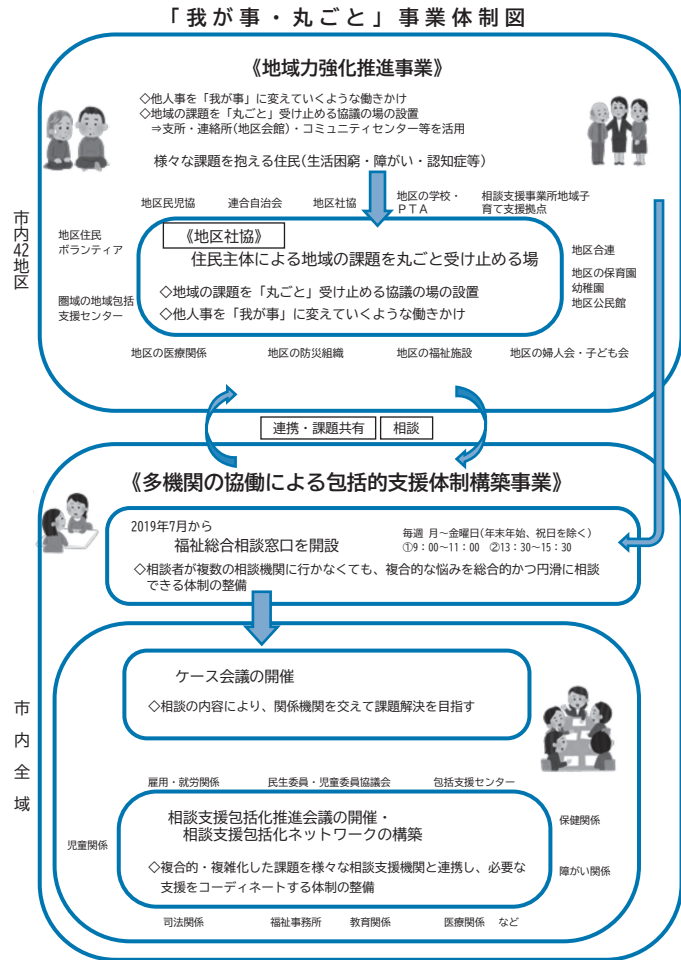 「我が事・丸ごと」事業体制図
《地域力強化推進事業》
◇他人事を「我が事」に変えていくような働きかけ
◇地域の課題を「丸ごと」受け止める協議の場の設置
⇒支所・連絡所(地区会館)・コミュニティセンター等を活用
様々な課題を抱える住民(生活困窮・障がい・認知症等)
市内42地区
地区民児協
連合自治会
地区社協
地区の学校・
ＰＴＡ
相談支援事業所地域子
育て支援拠点
地区住民
ボランティア
圏域の地域包括
支援センター
《地区社協》
住民主体による地域の課題を丸ごと受け止める場
◇地域の課題を「丸ごと」受け止める協議の場の設置
◇他人事を「我が事」に変えていくような働きかけ
地区合連
地区の保育園
幼稚園
地区公民館
地区の医療関係
地区の防災組織
地区の福祉施設
地区の婦人会・子ども会
連携・課題共有
相談
《多機関の協働による包括的支援体制構築事業》
2019年7月から
福祉総合相談窓口を開設
毎週 月～金曜日(年末年始、祝日を除く)
①9：00～11：00 ②13：30～15：30
◇相談者が複数の相談機関に行かなくても、複合的な悩みを総合的かつ円滑に相談
できる体制の整備
市内全域
ケース会議の開催
◇相談の内容により、関係機関を交えて課題解決を目指す
雇用・就労関係
民生委員・児童委員協議会
包括支援センター
児童関係
相談支援包括化推進会議の開催・
相談支援包括化ネットワークの構築
◇複合的・複雑化した課題を様々な相談支援機関と連携し、必要な
支援をコーディネートする体制の整備
保健関係
障がい関係
司法関係
福祉事務所
教育関係
医療関係 など